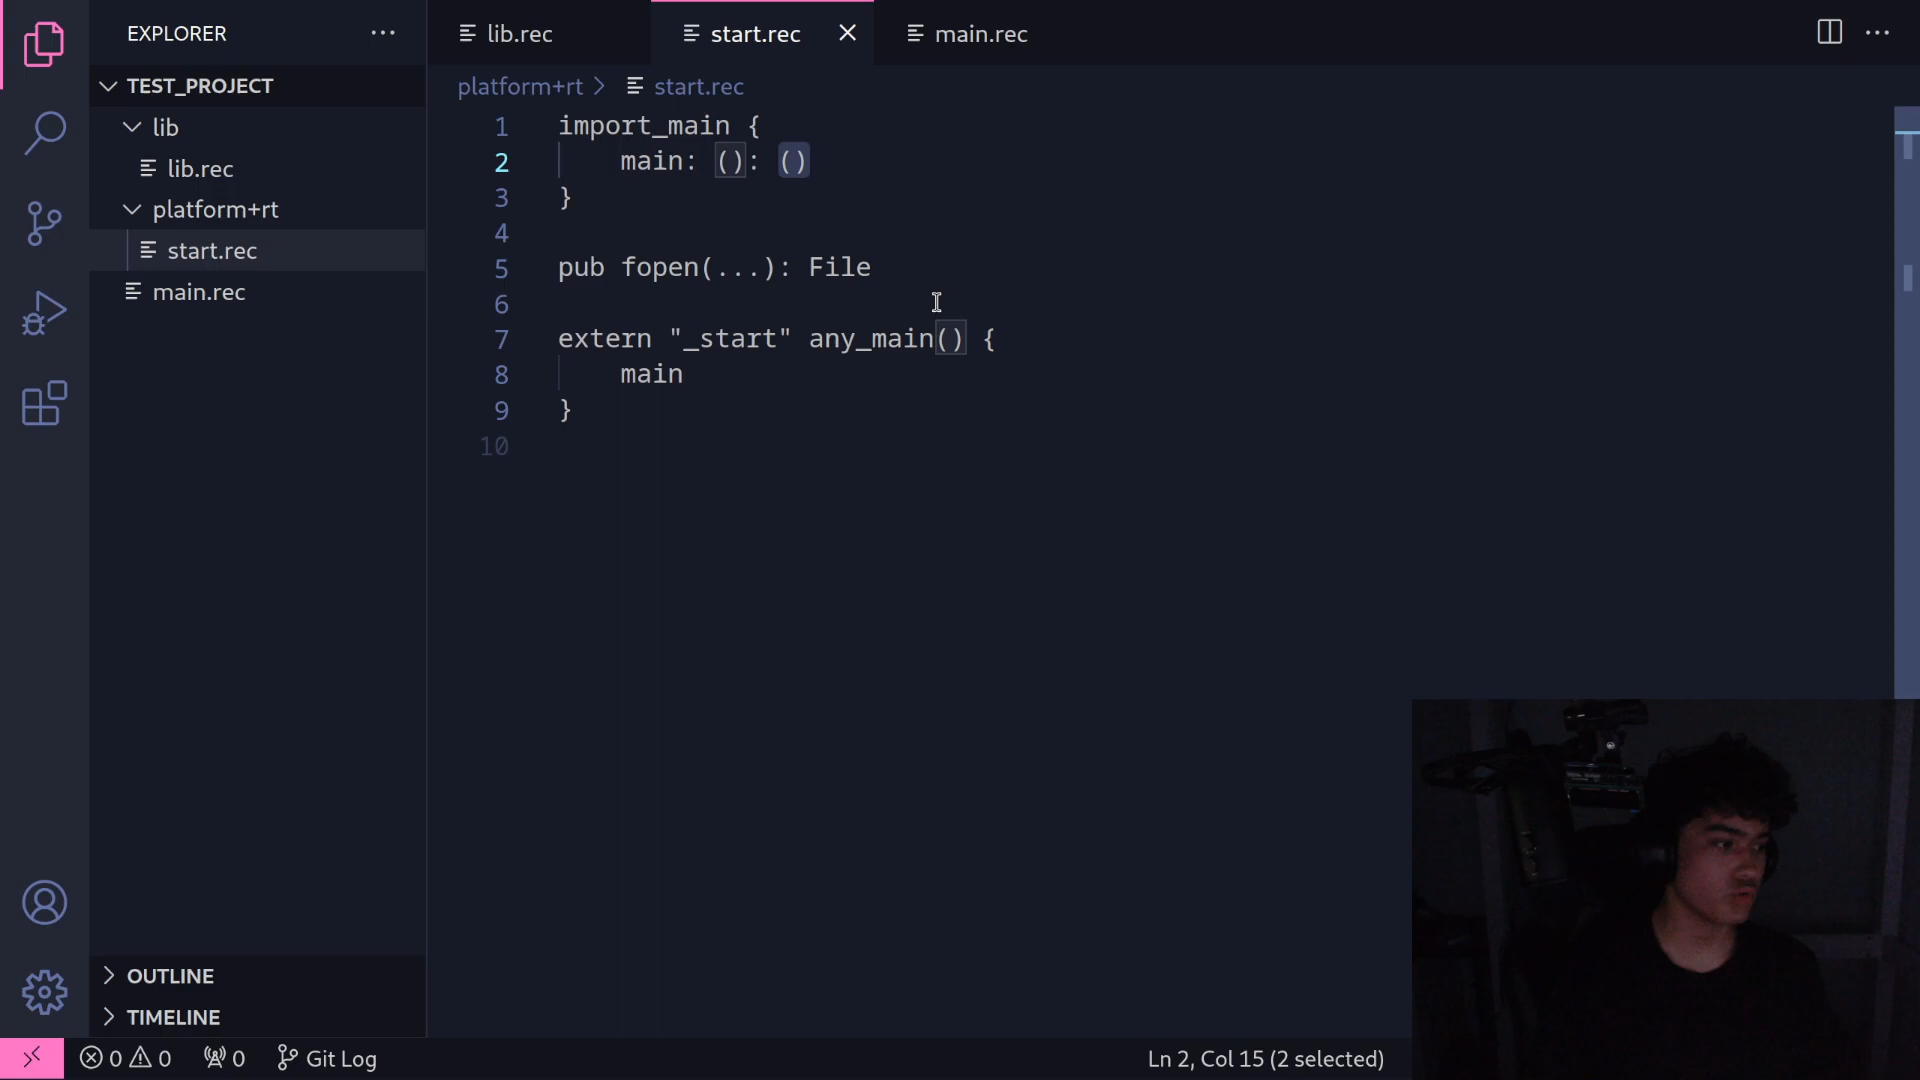 EXPLORER
lib.rec
start.rec
main.rec
TEST_PROJECT
lib
lib.rec
platform+rt
start.rec
main.rec
platform+rt
start.rec
1 import_main {
2 main: (): ()
3 }
4
5 pub fopen(...): File
6
7 extern "_start" any_main() {
8 main
9 }
10
OUTLINE
TIMELINE
0 0 0 Git Log
Ln 2, Col 15 (2 selected)